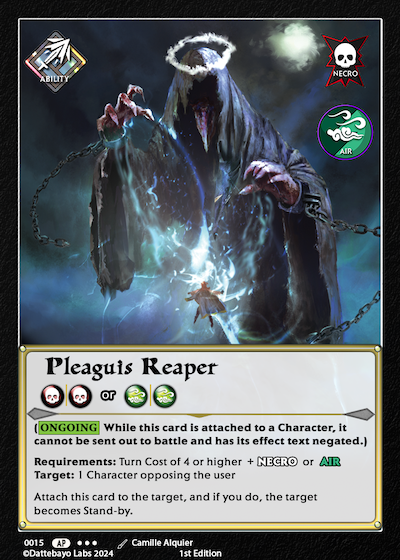 ABILITY
NECRO
AIR
Pleaguis Reaper
or
(ONGOING While this card is attached to a Character, it
cannot be sent out to battle and has its effect text negated.)
Requirements: Turn Cost of 4 or higher + NECRO or AIR
Target: 1 Character opposing the user
Attach this card to the target, and if you do, the target
becomes Stand-by.
0015 AP ••• Camille Alquier
©Dattebayo Labs 2024 1st Edition